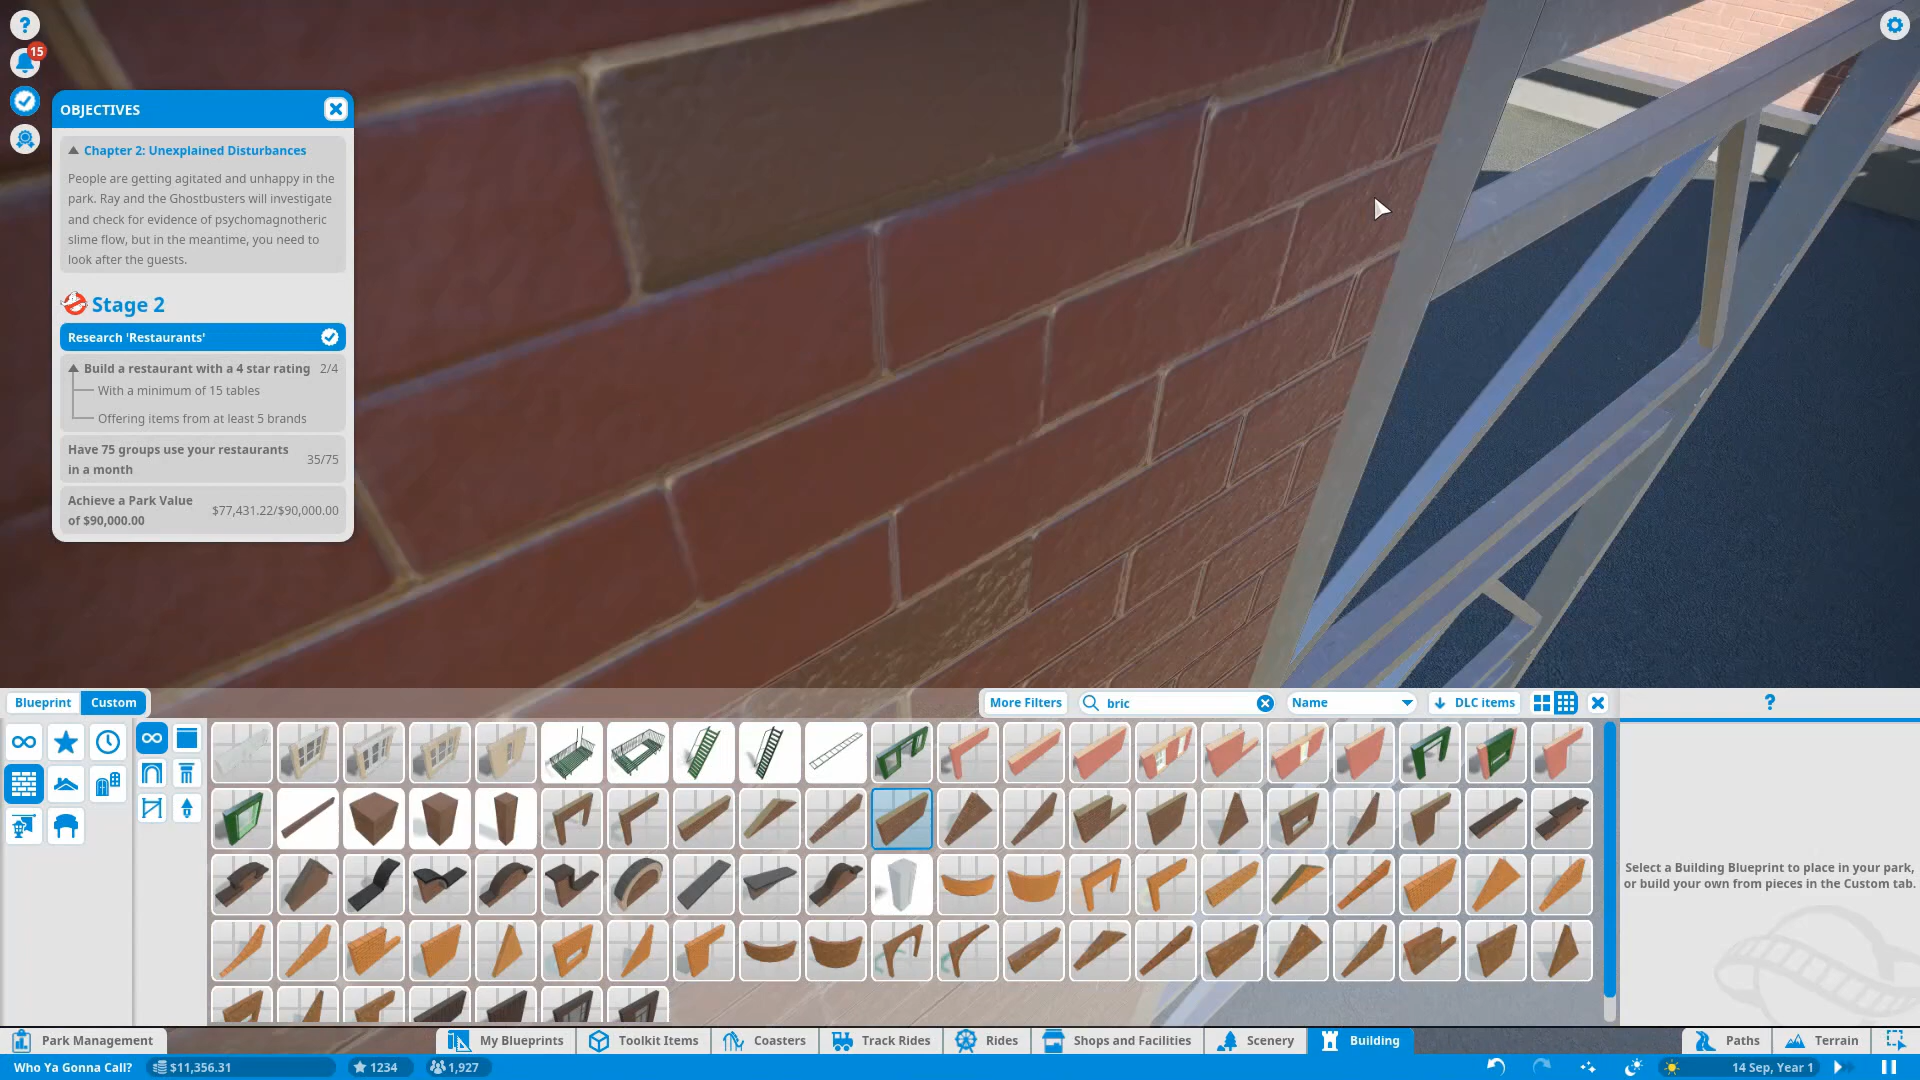 15
OBJECTIVES
Chapter 2: Unexplained Disturbances
People are getting agitated and unhappy in the
park. Ray and the Ghostbusters will investigate
and check for evidence of psychomagnotheric
slime flow, but in the meantime, you need to
look after the guests.
Stage 2
Research 'Restaurants'
Build a restaurant with a 4 star rating 2/4
With a minimum of 15 tables
Offering items from at least 5 brands
Have 75 groups use your restaurants
in a month 35/75
Achieve a Park Value
of $90,000.00 $77,431.22/$90,000.00
Blueprint Custom More Filters bric Name DLC items ?
Select a Building Blueprint to place in your park,
or build your own from pieces in the Custom tab.
Park Management My Blueprints Toolkit Items Coasters Track Rides Rides Shops and Facilities Scenery Building Paths Terrain
Who Ya Gonna Call? $11,356.31 1234 1,927 14 Sep, Year 1